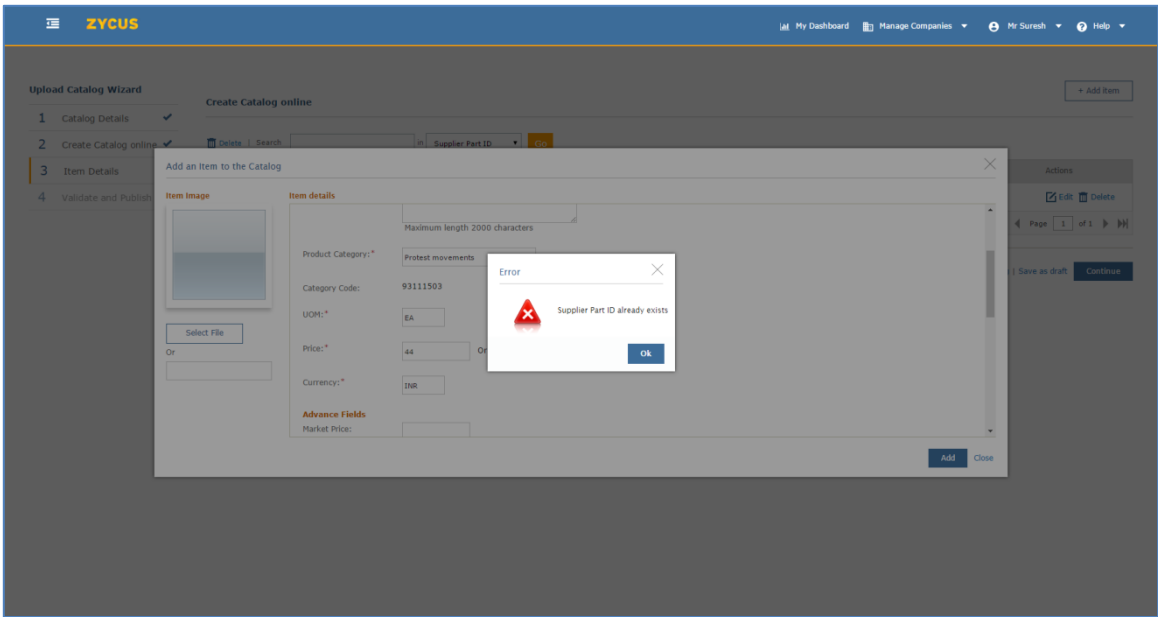 ZYCUS
My Dashboard Manage Companies Mr Suresh Help
Upload Catalog Wizard
+ Add item
Create Catalog online
1 Catalog Details
2 Create Catalog online
Delete | Search in Supplier Part ID Go
3 Item Details
Add an Item to the Catalog
Actions
4 Validate and Publish
Item Image
Item details
Edit Delete
Maximum length 2000 characters
Page 1 of 1
Product Category:* Protest movements
Error
Category Code: 93111503
| Save as draft Continue
UOM:* EA
Supplier Part ID already exists
Select File
Price:* 44 Or
Ok
Or
Currency:* INR
Advance Fields
Market Price:
Add Close